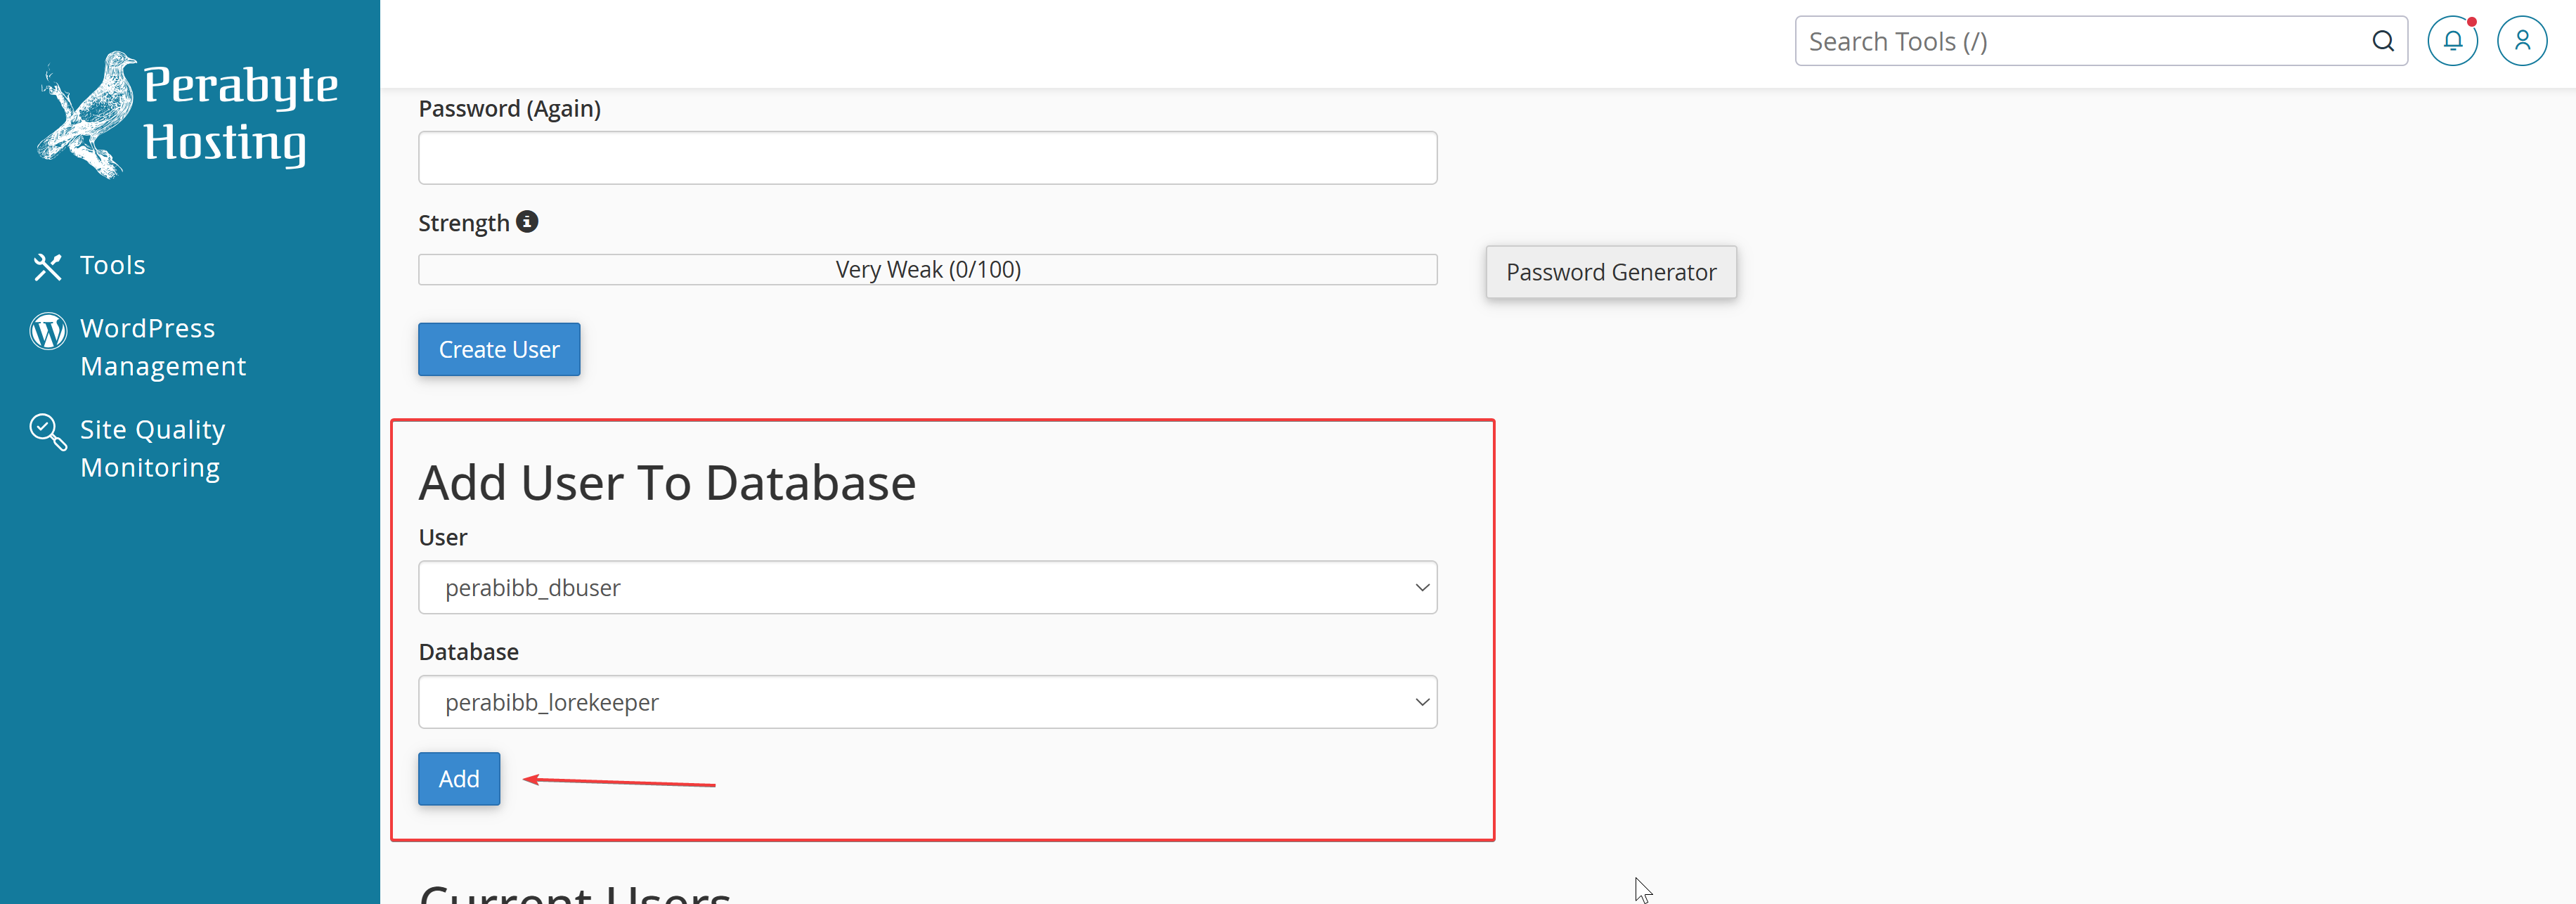 Perabyte
Hosting
Tools
WordPress
Management
Site Quality
Monitoring
Search Tools (/)
Password (Again)
Strength
Very Weak (0/100)
Password Generator
Create User
Add User To Database
User
perabibb_dbuser
Database
perabibb_lorekeeper
Add
Current Users